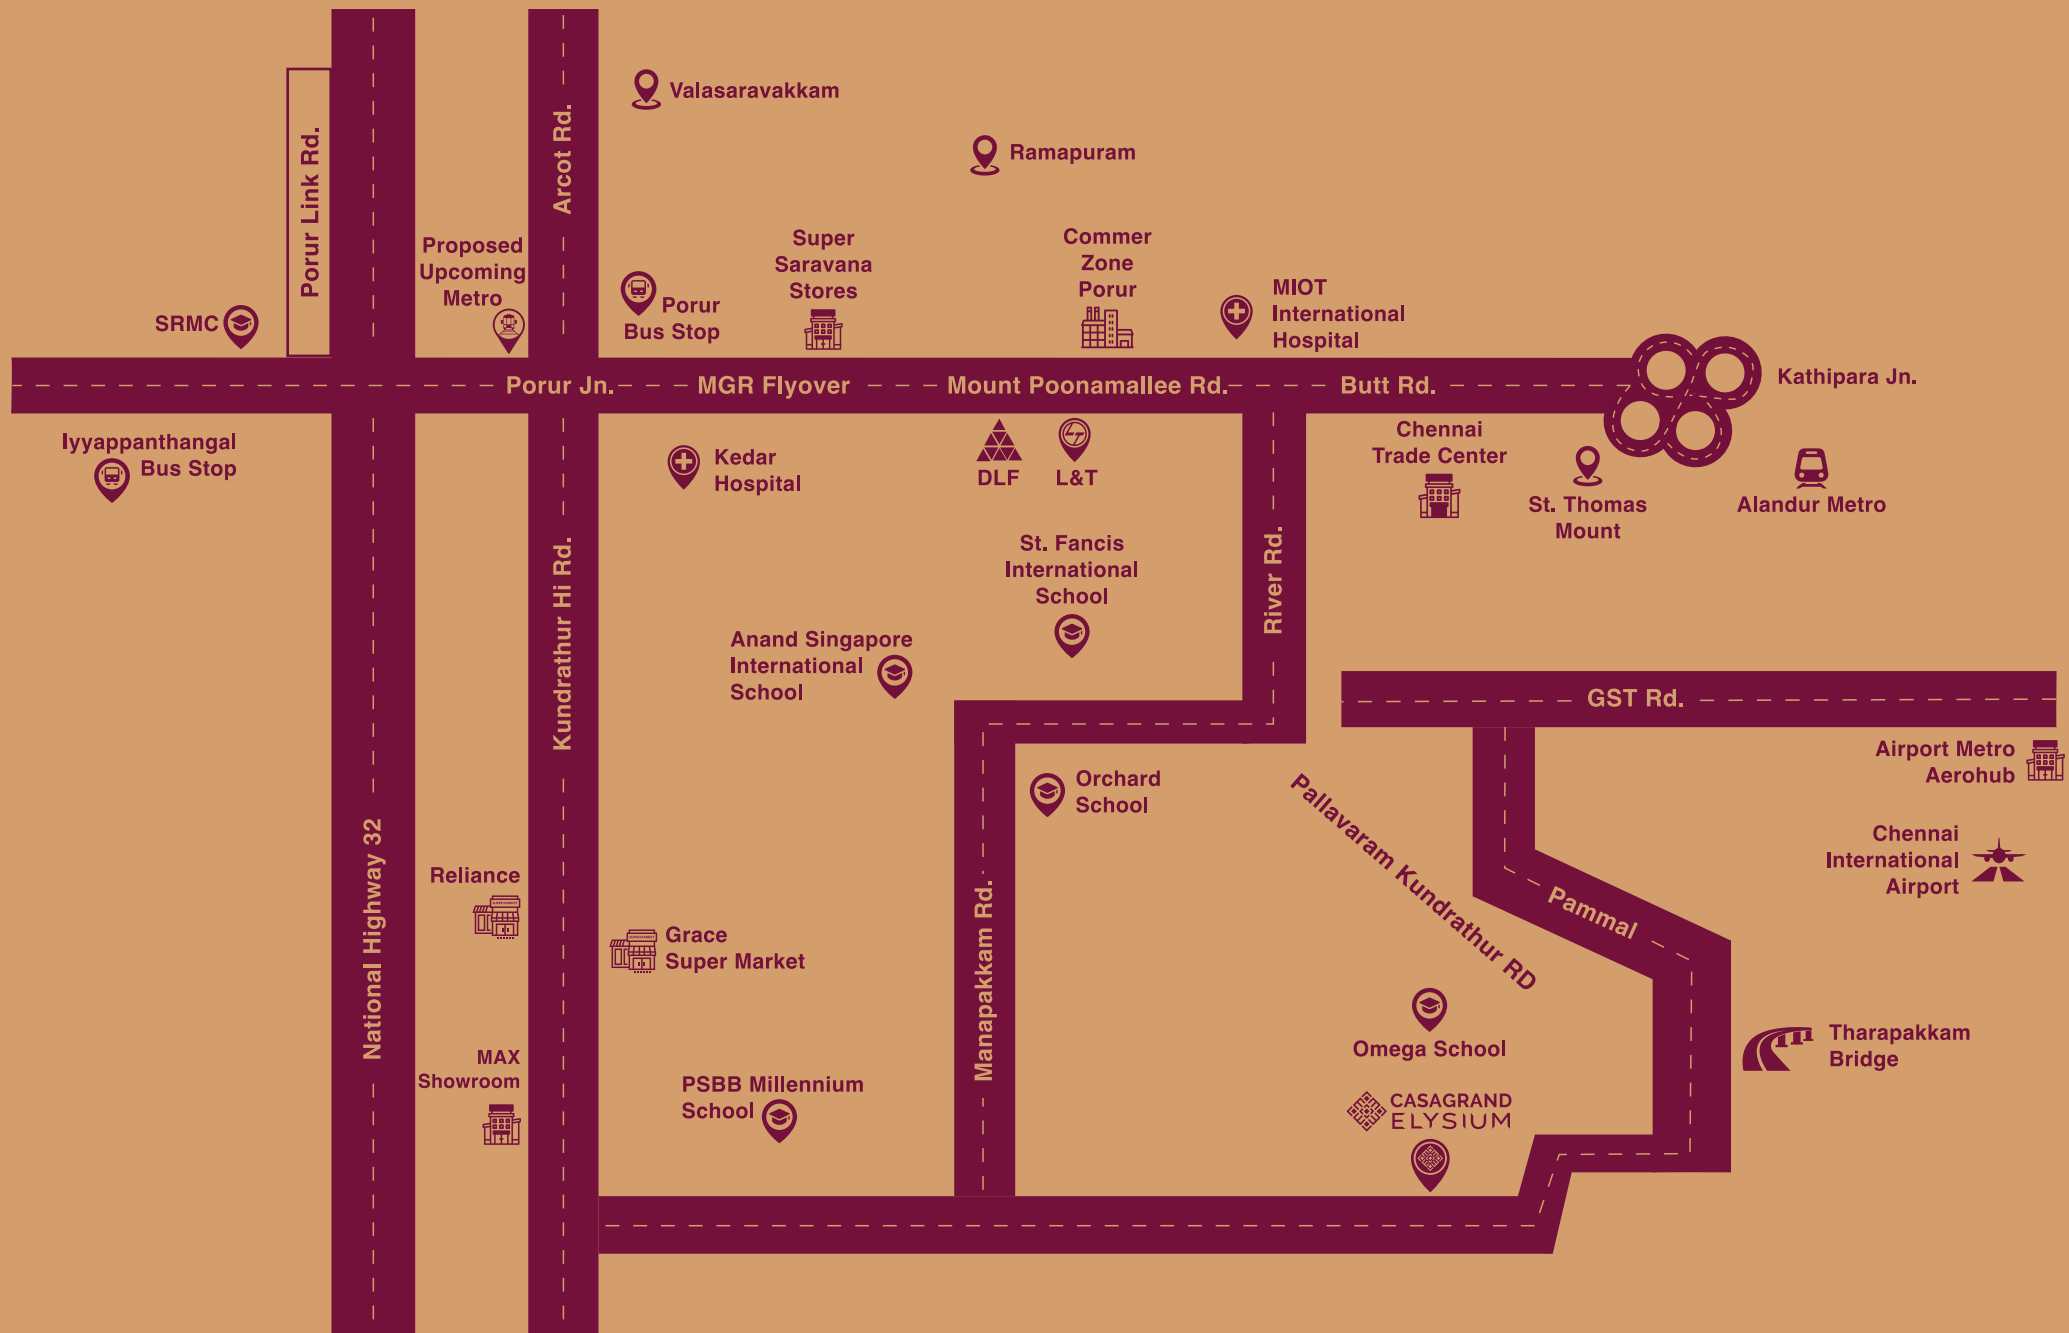 Valasaravakkam
Ramapuram
Porur Link Rd.
Arcot Rd.
Proposed
Upcoming
Metro
SRMC
Porur
Bus Stop
Super
Saravana
Stores
Commer
Zone
Porur
MIOT
International
Hospital
Porur Jn.
MGR Flyover
Mount Poonamallee Rd.
Butt Rd.
Kathipara Jn.
Iyyappanthangal
Bus Stop
Kedar
Hospital
DLF
L&T
Chennai
Trade Center
St. Thomas
Mount
Alandur Metro
Kundrathur Hi Rd.
River Rd.
St. Fancis
International
School
Anand Singapore
International
School
GST Rd.
Airport Metro
Aerohub
Orchard
School
Pallavaram Kundrathur RD
Chennai
International
Airport
National Highway 32
Reliance
SUPER MARKET
Grace
Super Market
SUPER MARKET
Manapakkam Rd.
Pammal
Omega School
Tharapakkam
Bridge
MAX
Showroom
PSBB Millennium
School
CASAGRAND
ELYSIUM